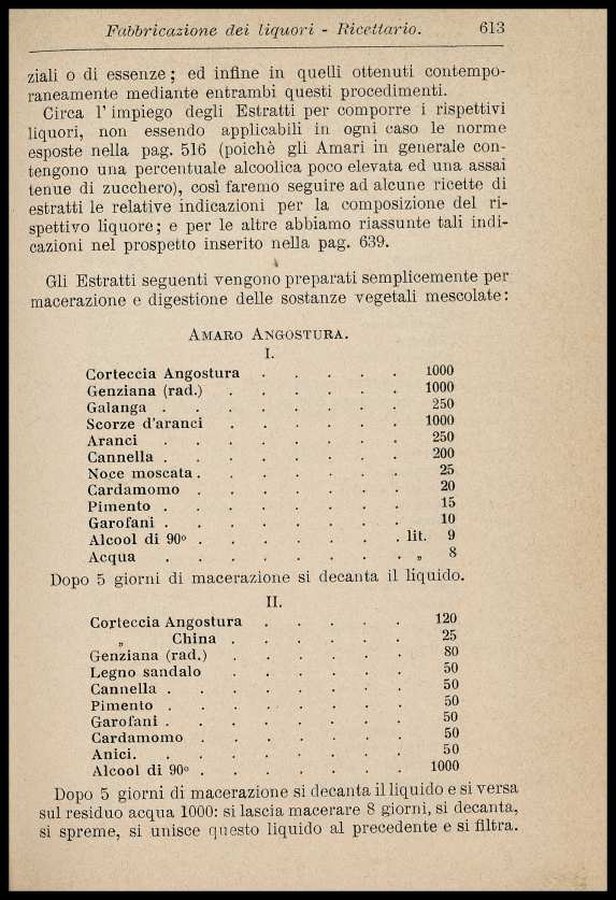 Fabbricazione dei liquori - Ricettario. 613
ziali o di essenze; ed infine in quelli ottenuti contempo-
raneamente mediante entrambi questi procedimenti.
Circa l'impiego degli Estratti per comporre i rispettivi
liquori, non essendo applicabili in ogni caso le norme
esposte nella pag. 516 (poichè gli Amari in generale con-
tengono una percentuale alcoolica poco elevata ed una assai
tenue di zucchero), così faremo seguire ad alcune ricette di
estratti le relative indicazioni per la composizione del ri-
spettivo liquore; e per le altre abbiamo riassunte tali indi-
cazioni nel prospetto inserito nella pag. 639.
Gli Estratti seguenti vengono preparati semplicemente per
macerazione e digestione delle sostanze vegetali mescolate:
AMARO ANGOSTURA.
I.
Corteccia Angostura . . . . . 1000
Genziana (rad.) . . . . . . 1000
Galanga . . . . . . . . 250
Scorze d'aranci . . . . . . 1000
Aranci . . . . . . . . 250
Cannella . . . . . . . . 200
Noce moscata . . . . . . . 25
Cardamomo . . . . . . . 20
Pimento . . . . . . . . 15
Garofani . . . . . . . . 10
Alcool di 90° . . . . . . . lit. 9
Acqua . . . . . . . . „ 8
Dopo 5 giorni di macerazione si decanta il liquido.
II.
Corteccia Angostura . . . . . 120
„ China . . . . . . 25
Genziana (rad.) . . . . . . 80
Legno sandalo . . . . . . 50
Cannella . . . . . . . . 50
Pimento . . . . . . . . 50
Garofani . . . . . . . . 50
Cardamomo . . . . . . . 50
Anici. . . . . . . . . 50
Alcool di 90° . . . . . . . 1000
Dopo 5 giorni di macerazione si decanta il liquido e si versa
sul residuo acqua 1000: si lascia macerare 8 giorni, si decanta,
si spreme, si unisce questo liquido al precedente e si filtra.